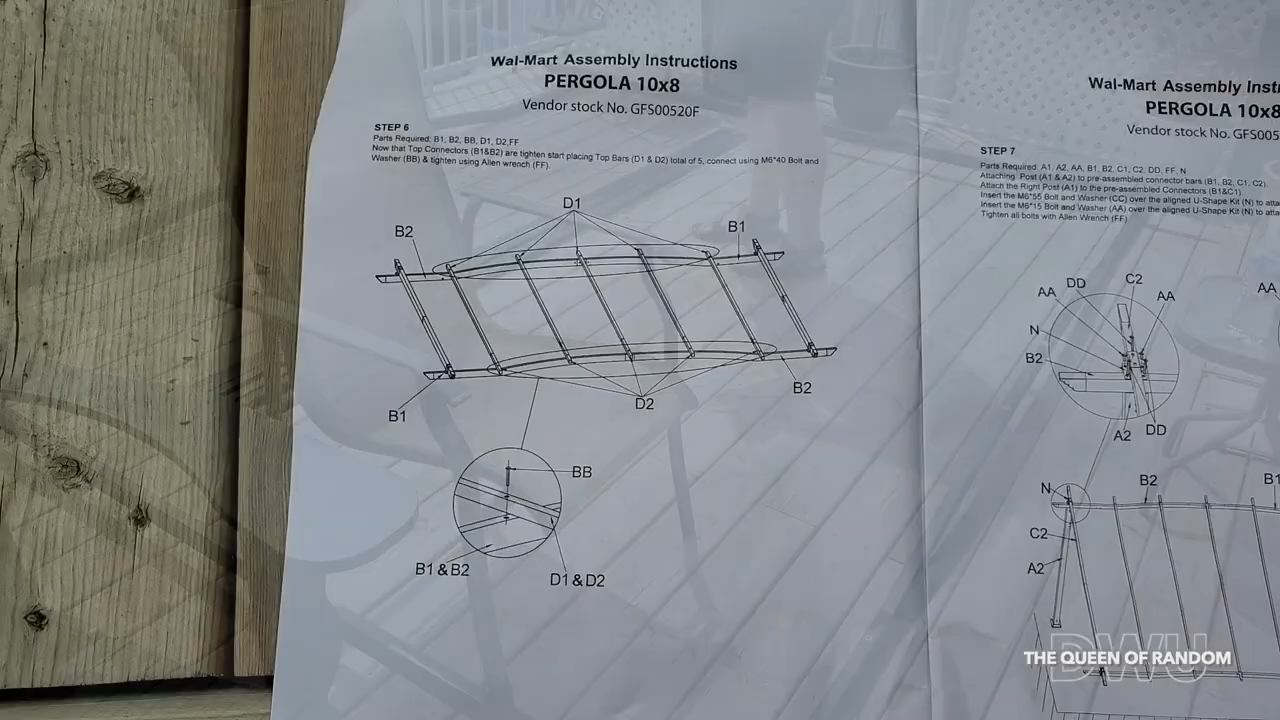 Wal-Mart Assembly Instructions
PERGOLA 10x8
Vendor stock No. GFS00520F
STEP 6
Parts Required: B1, B2, BB, D1, D2,FF
Now that Top Connectors (B1&B2) are tighten start placing Top Bars (D1 & D2) total of 5, connect using M6*40 Bolt and
Washer (BB) & tighten using Allen wrench (FF).
D1
B2
B1
B1
D2
B2
BB
B1 & B2
D1 & D2
Wal-Mart Assembly Inst
PERGOLA 10x8
Vendor stock No. GFS005
STEP 7
Parts Required: A1, A2, AA, B1, B2, C1, C2, DD, FF, N
Attaching Post (A1 & A2) to pre-assembled connector bars (B1, B2, C1, C2).
Attach the Right Post (A1) to the pre-assembled Connectors (B1&C1).
Insert the M6*55 Bolt and Washer (CC) over the aligned U-Shape Kit (N) to atta
Insert the M6*15 Bolt and Washer (AA) over the aligned U-Shape Kit (N) to atta
Tighten all bolts with Allen Wrench (FF)
C2
DD
AA
AA
AA
N
N
B2
A2
DD
N
B2
B1
C2
A2
DWU
THE QUEEN OF RANDOM